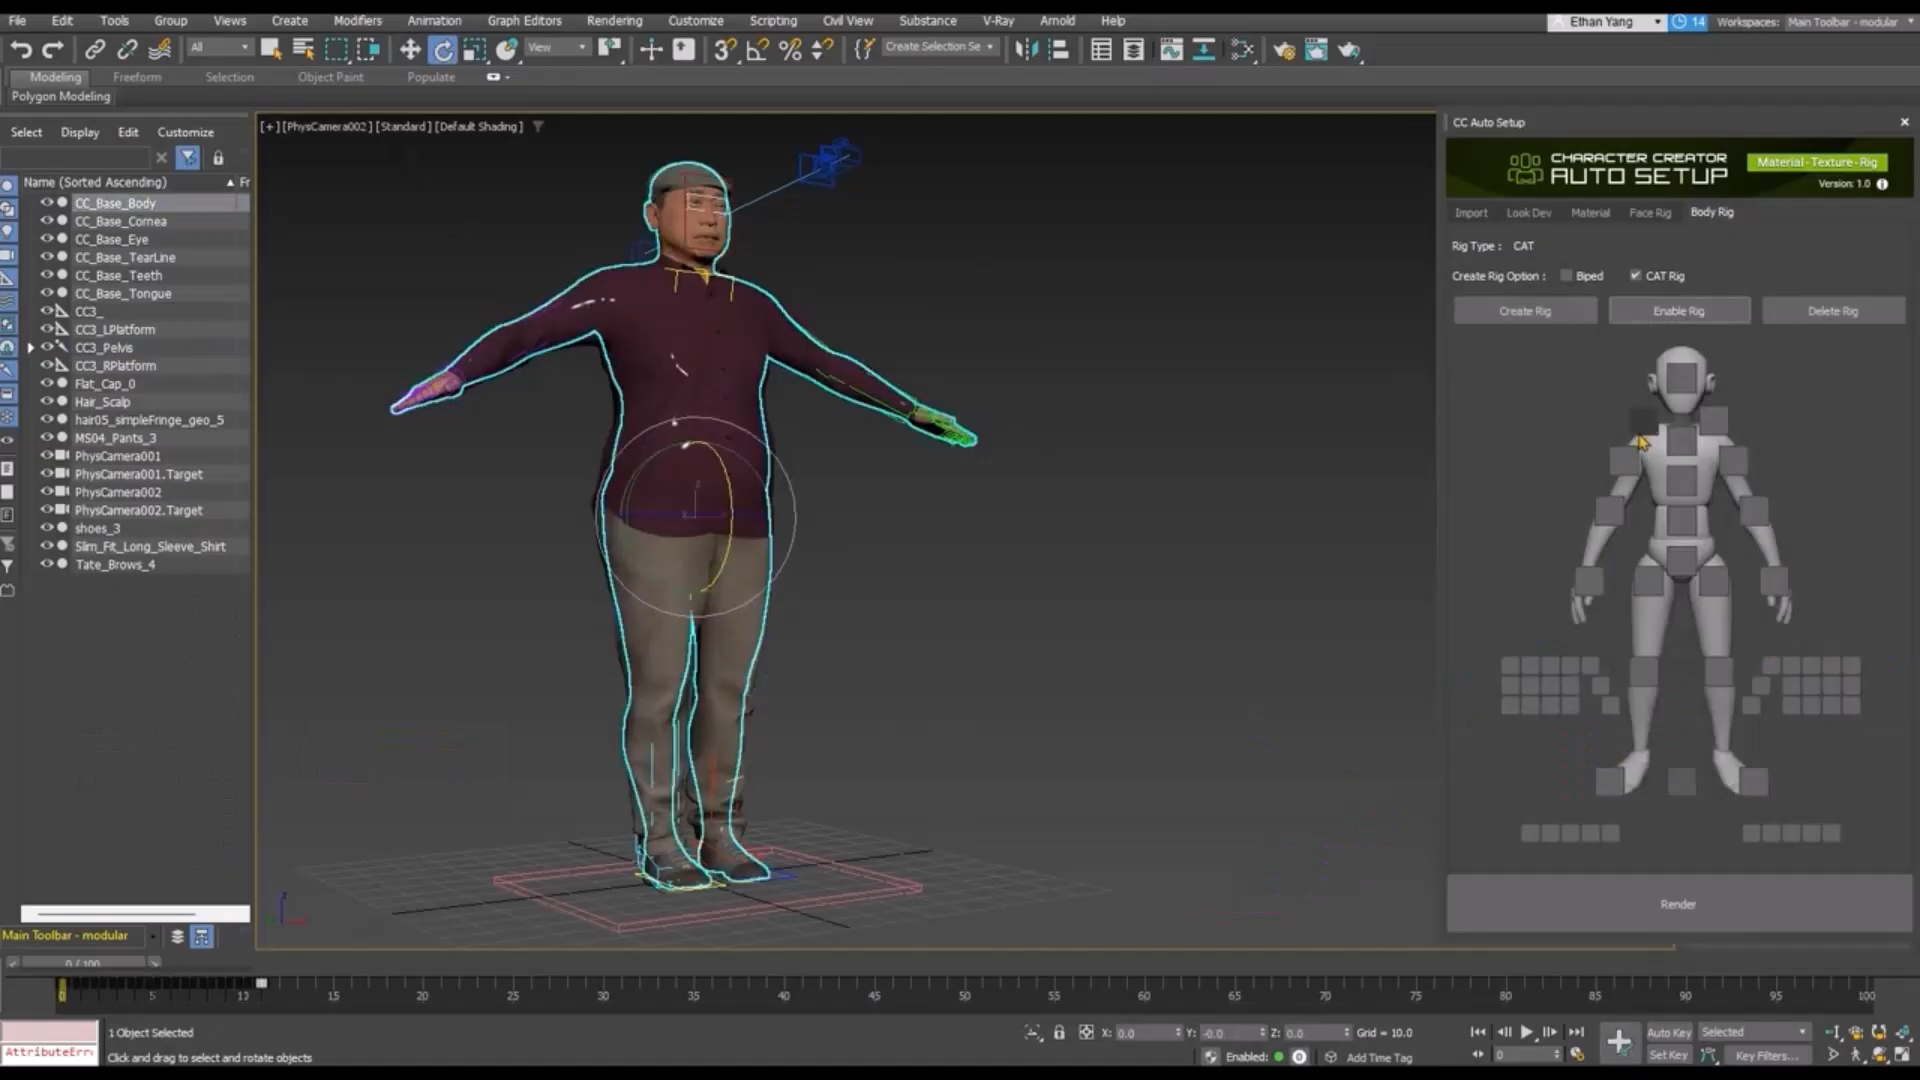 File Edit Tools Group Views Create Modifiers Animation Graph Editors Rendering Customize Scripting Civil View Substance V-Ray Arnold Help
Ethan Yang 14 Workspaces: Main Toolbar - modular
All View Create Selection Se
Modeling Freeform Selection Object Paint Populate
Polygon Modeling
Select Display Edit Customize
Name (Sorted Ascending) Fr
CC_Base_Body
CC_Base_Cornea
CC_Base_Eye
CC_Base_TearLine
CC_Base_Teeth
CC_Base_Tongue
CC3_
CC3_LPlatform
CC3_Pelvis
CC3_RPlatform
Flat_Cap_0
Hair_Scalp
hair05_simpleFringe_geo_5
MS04_Pants_3
PhysCamera001
PhysCamera001.Target
PhysCamera002
PhysCamera002.Target
shoes_3
Slim_Fit_Long_Sleeve_Shirt
Tate_Brows_4
Main Toolbar - modular
[+] [PhysCamera002] [Standard] [Default Shading]
CC Auto Setup
CHARACTER CREATOR
AUTO SETUP
Material-Texture-Rig
Version: 1.0
Import Look Dev Material Face Rig Body Rig
Rig Type : CAT
Create Rig Option : Biped CAT Rig
Create Rig Enable Rig Delete Rig
Render
0 / 100
0 5 10 15 20 25 30 35 40 45 50 55 60 65 70 75 80 85 90 95 100
AttributeErr
1 Object Selected
Click and drag to select and rotate objects
X: 0.0 Y: -0.0 Z: 0.0 Grid = 10.0
Enabled: 0 Add Time Tag
0
Auto Key Selected
Set Key Key Filters...